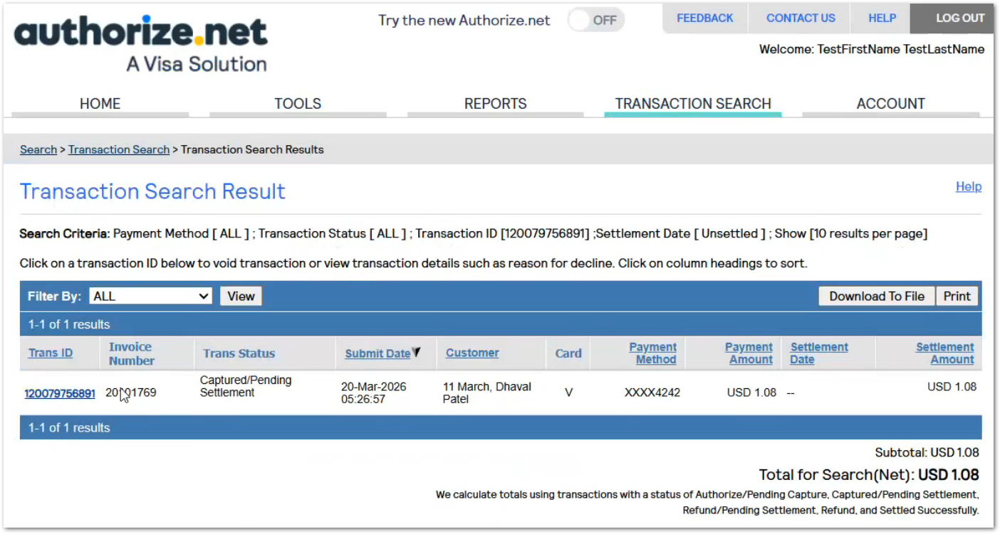 authorize.net
A Visa Solution
Try the new Authorize.net OFF
FEEDBACK CONTACT US HELP LOG OUT
Welcome: TestFirstName TestLastName
HOME TOOLS REPORTS TRANSACTION SEARCH ACCOUNT
Search > Transaction Search > Transaction Search Results
Transaction Search Result
Help
Search Criteria: Payment Method [ ALL ] ; Transaction Status [ ALL ] ; Transaction ID [120079756891] ;Settlement Date [ Unsettled ] ; Show [10 results per page]
Click on a transaction ID below to void transaction or view transaction details such as reason for decline. Click on column headings to sort.
Filter By: ALL View Download To File Print
1-1 of 1 results
Trans ID Invoice Number Trans Status Submit Date Customer Card Payment Method Payment Amount Settlement Date Settlement Amount
120079756891 Captured/Pending Settlement 20-Mar-2026 05:26:57 11 March, Dhaval Patel V XXXX4242 USD 1.08 -- USD 1.08
1-1 of 1 results
Subtotal: USD 1.08
Total for Search(Net): USD 1.08
We calculate totals using transactions with a status of Authorize/Pending Capture, Captured/Pending Settlement,
Refund/Pending Settlement, Refund, and Settled Successfully.